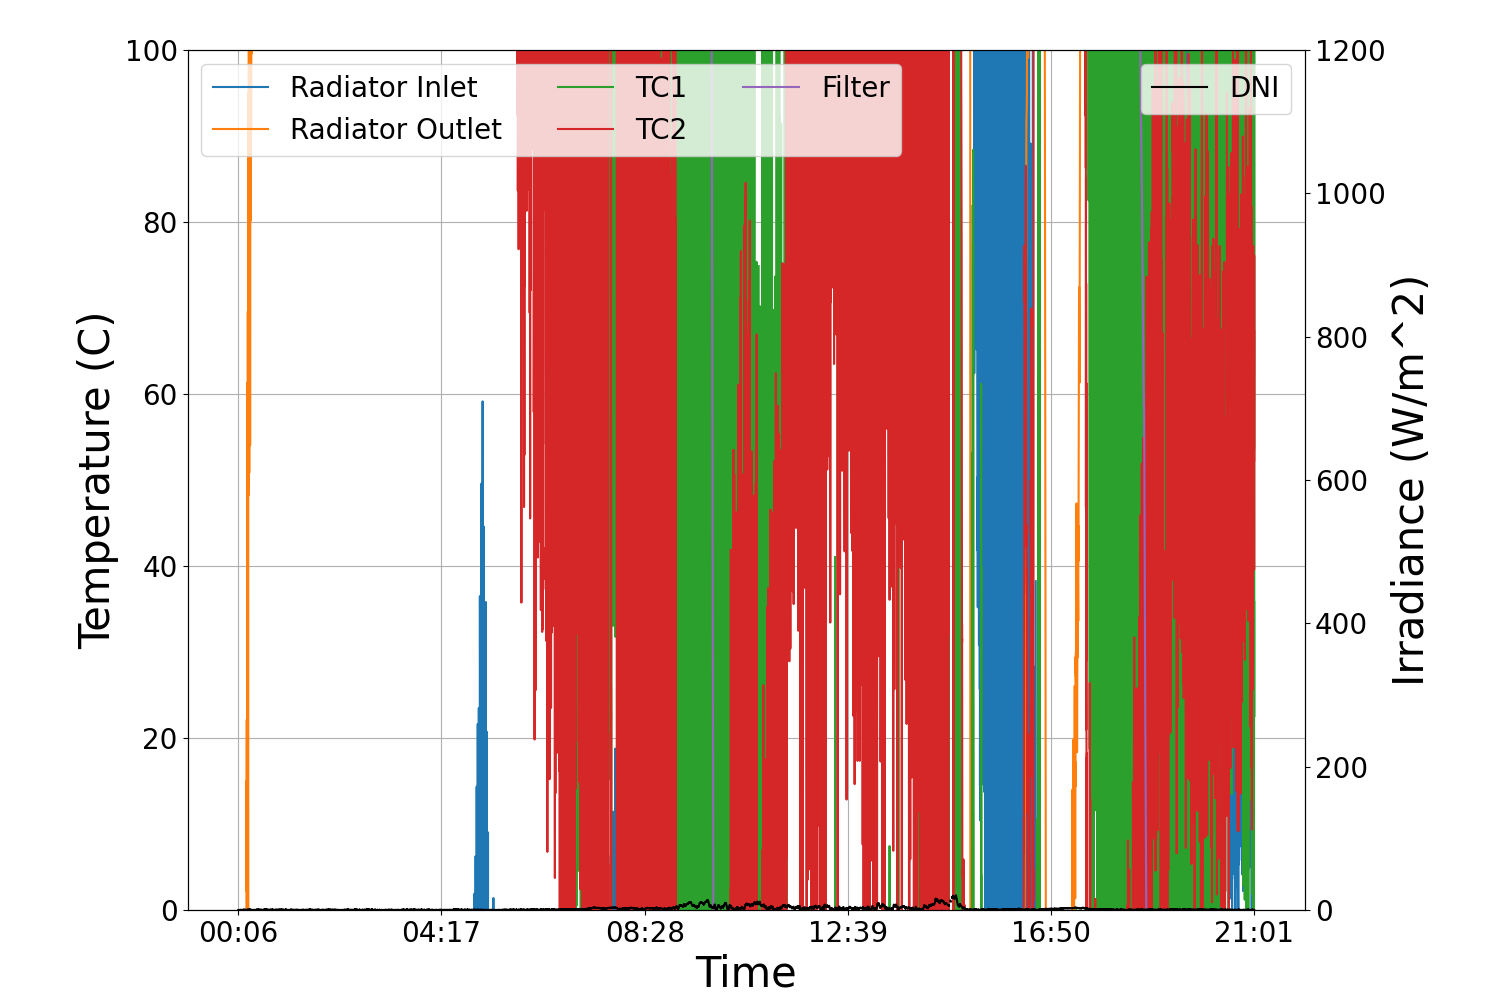 100
80
60
40
20
0
Temperature (C)
Radiator Inlet
Radiator Outlet
TC1
TC2
Filter
DNI
1200
1000
800
600
400
200
0
Irradiance (W/m^2)
00:06
04:17
08:28
12:39
16:50
21:01
Time